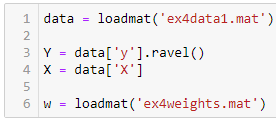 1 data = loadmat('ex4data1.mat')
2
3 Y = data['y'].ravel()
4 X = data['X']
5
6 w = loadmat('ex4weights.mat')